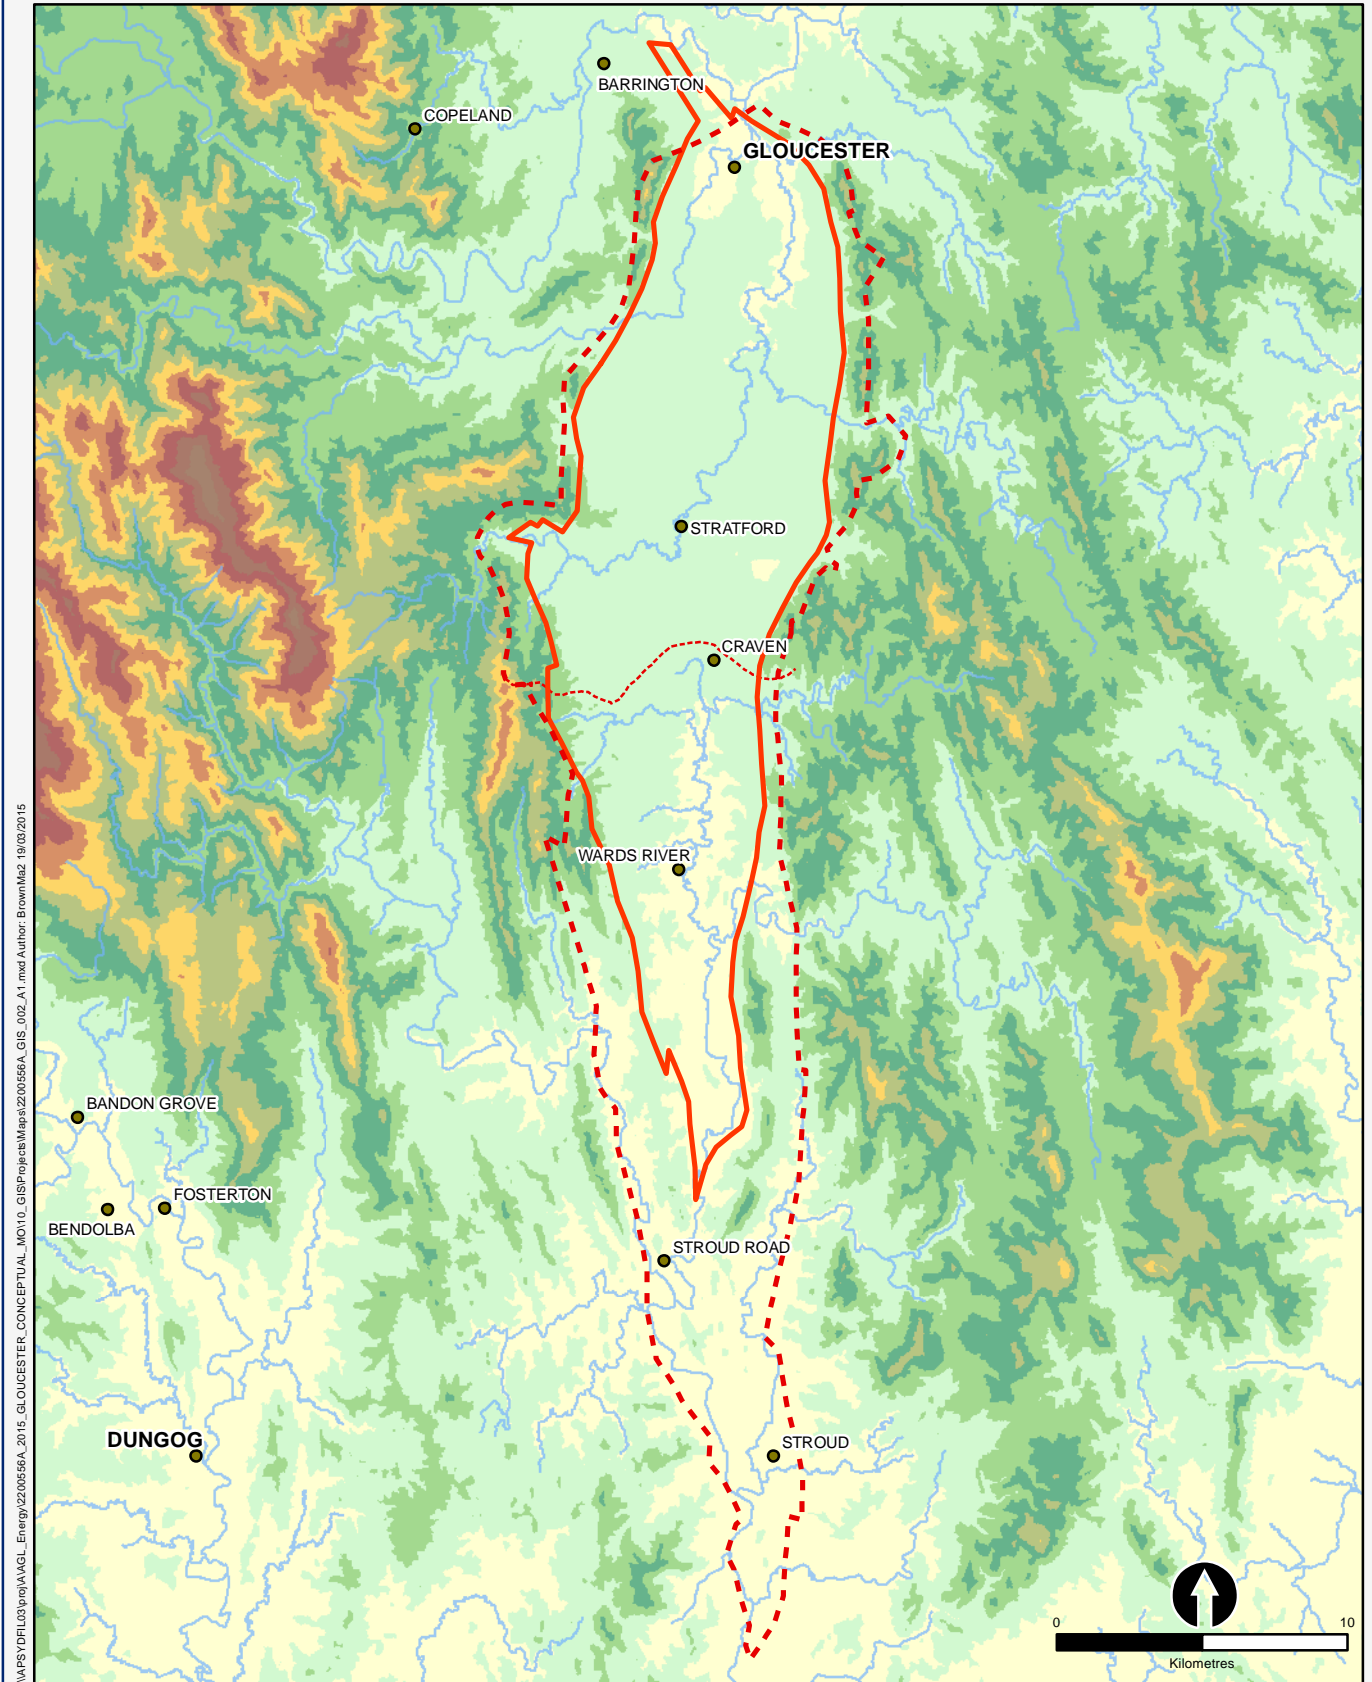 BARRINGTON
COPELAND
GLOUCESTER
STRATFORD
CRAVEN
WARDS RIVER
BANDON GROVE
FOSTERTON
BENDOLBA
STROUD ROAD
DUNGOG
STROUD
0 10
Kilometres
\\APSYDFIL03\proj\A\AGL_Energy\2200556A_2015_GLOUCESTER_CONCEPTUAL_MO\10_GIS\Projects\Maps\2200556A_GIS_002_A1.mxd Author: BrownMa2 19/03/2015